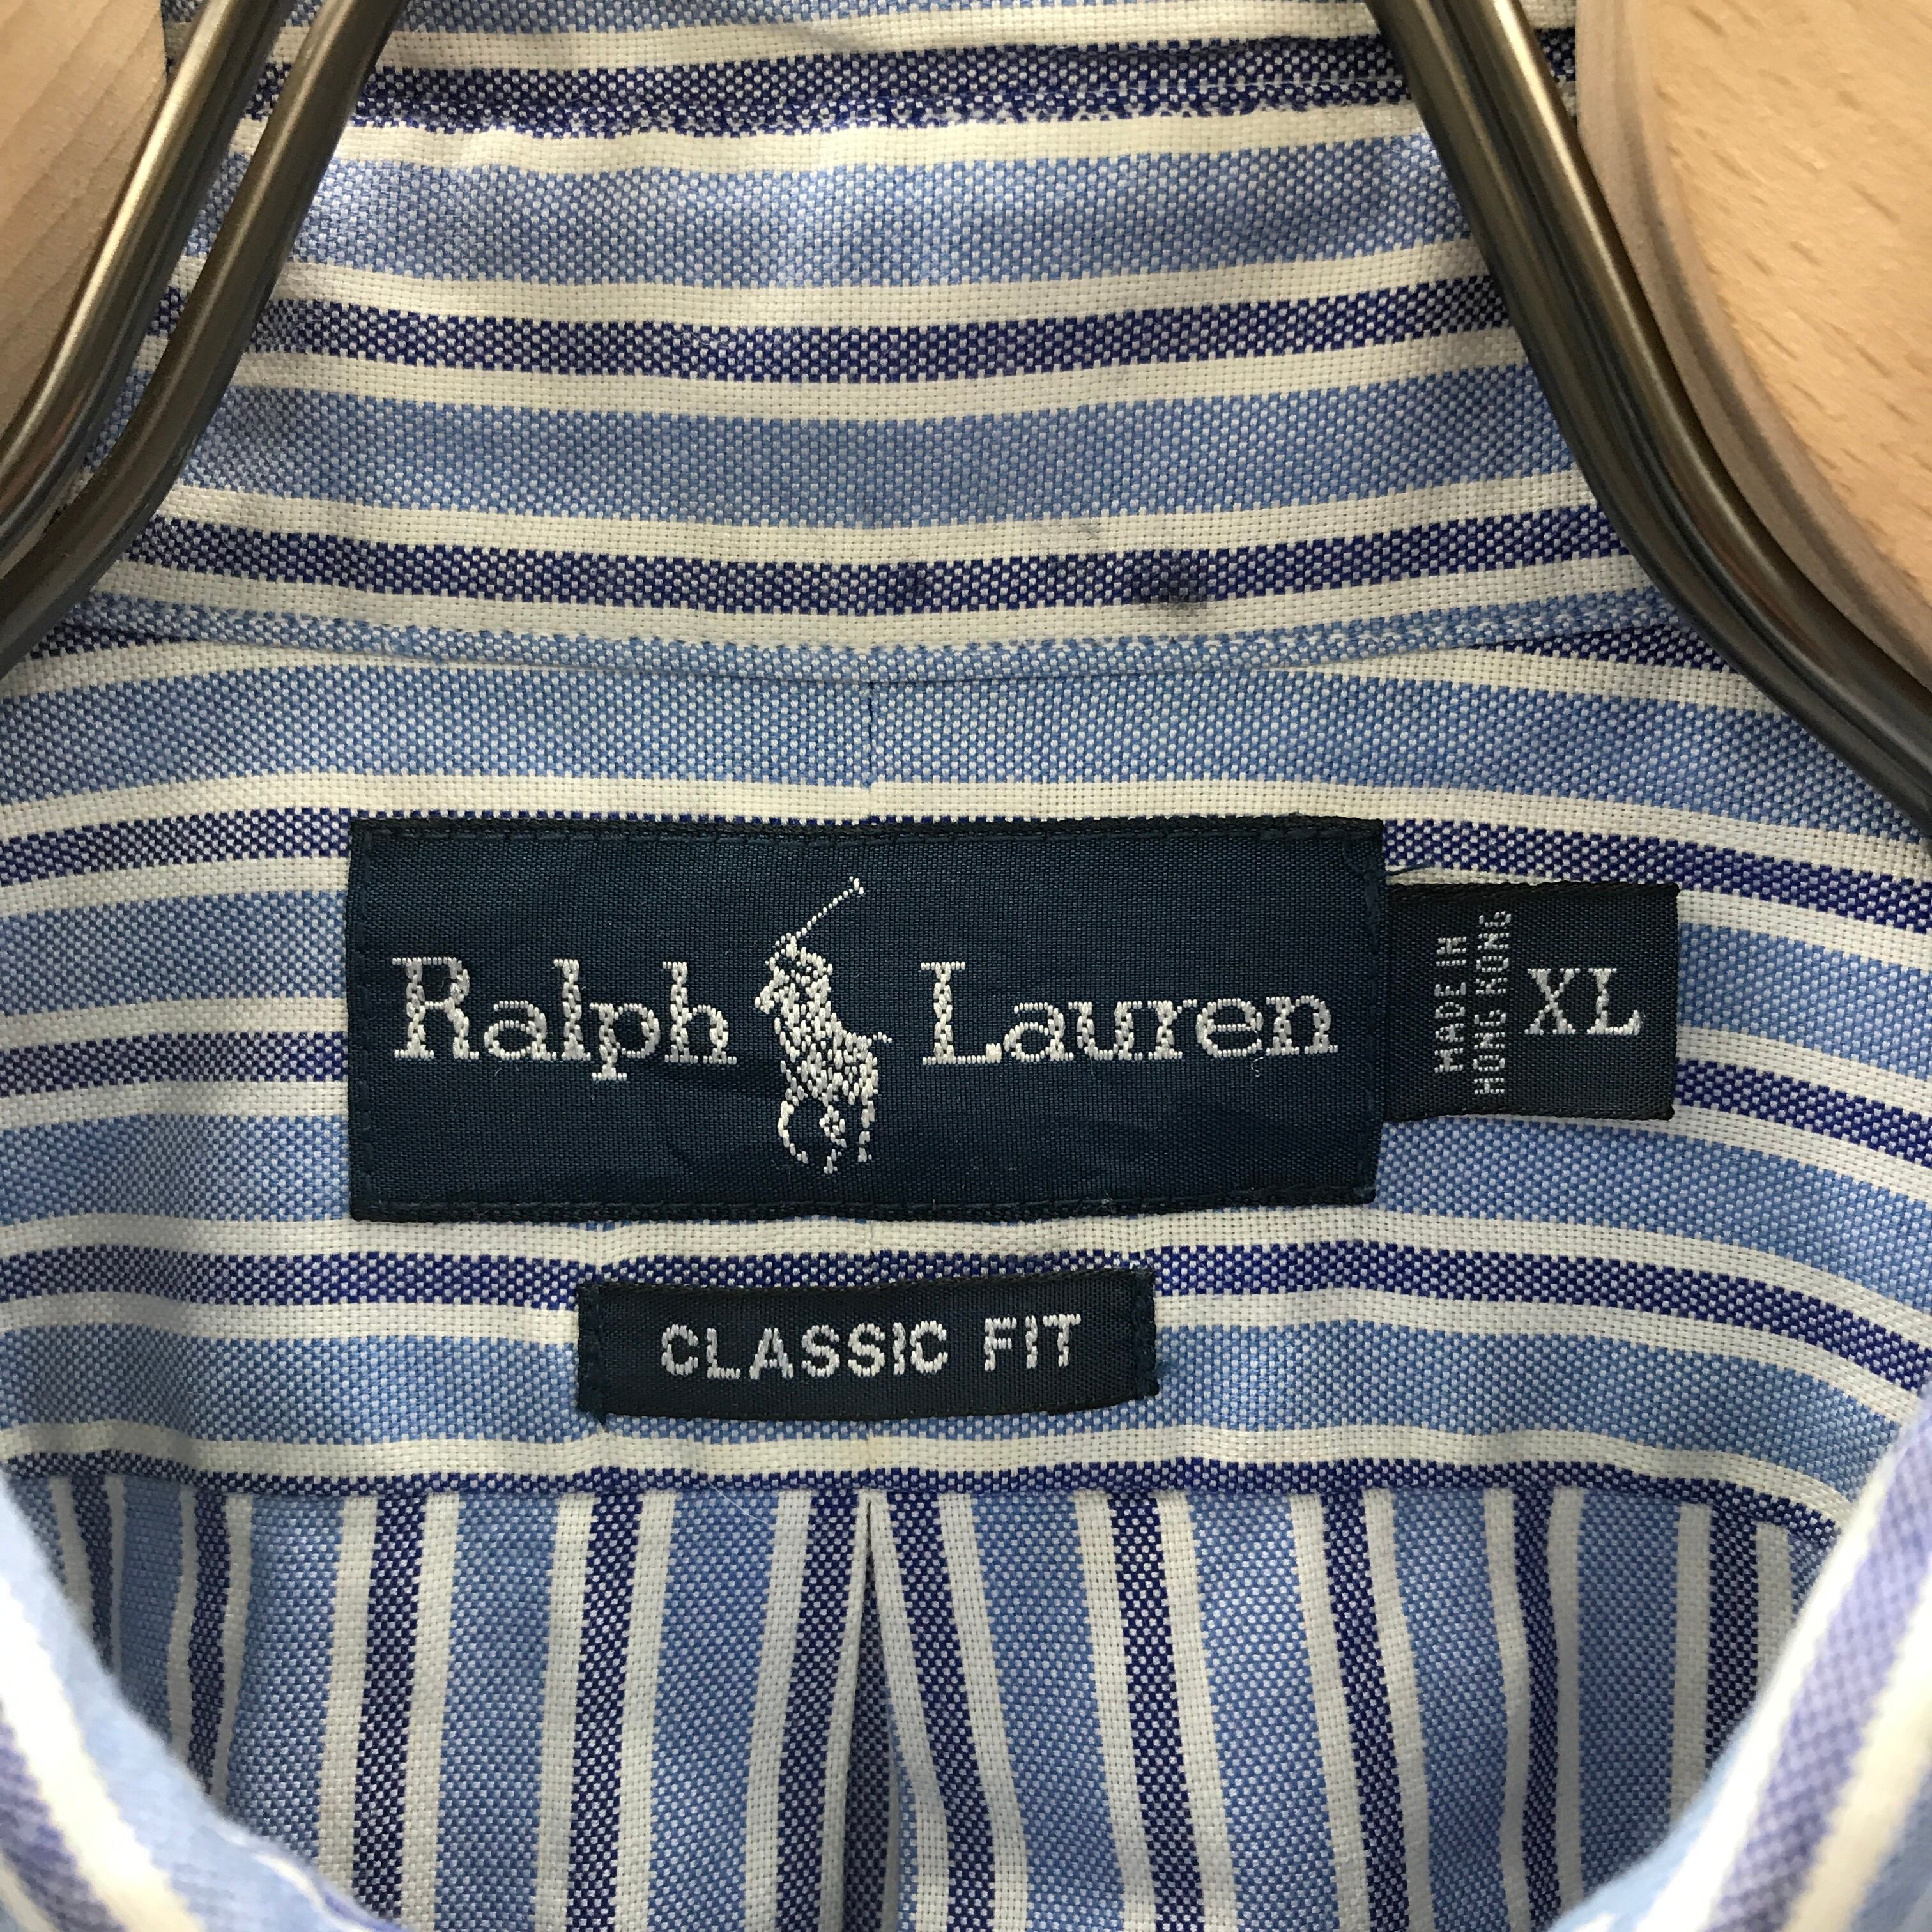 Ralph Lauren
MADE IN
HONG KONG
XL
CLASSIC FIT